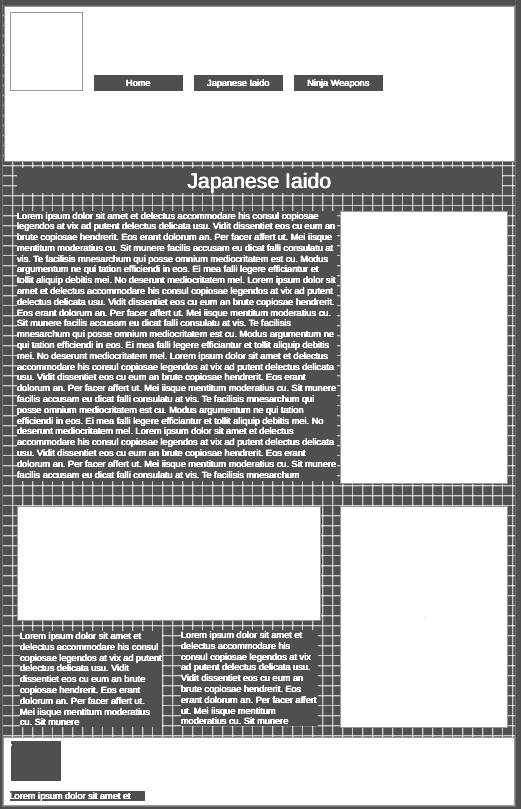 Home
Japanese Iaido
Ninja Weapons
Japanese Iaido
Lorem ipsum dolor sit amet et delectus accommodare his consul copiosae
legendos at vix ad putent delectus delicata usu. Vidit dissentiet eos cu eum an
brute copiosae hendrerit. Eos erant dolorum an. Per facer affert ut. Mei iisque
mentitum moderatius cu. Sit munere facilis accusam eu dicat falli consulatu at
vis. Te facilisis mnesarchum qui posse omnium mediocritatem est cu. Modus
argumentum ne qui tation efficiendi in eos. Ei mea falli legere efficiantur et
tollit aliquip debitis mei. No deserunt mediocritatem mel. Lorem ipsum dolor sit
amet et delectus accommodare his consul copiosae legendos at vix ad putent
delectus delicata usu. Vidit dissentiet eos cu eum an brute copiosae hendrerit.
Eos erant dolorum an. Per facer affert ut. Mei iisque mentitum moderatius cu.
Sit munere facilis accusam eu dicat falli consulatu at vis. Te facilisis
mnesarchum qui posse omnium mediocritatem est cu. Modus argumentum ne
qui tation efficiendi in eos. Ei mea falli legere efficiantur et tollit aliquip debitis
mei. No deserunt mediocritatem mel. Lorem ipsum dolor sit amet et delectus
accommodare his consul copiosae legendos at vix ad putent delectus delicata
usu. Vidit dissentiet eos cu eum an brute copiosae hendrerit. Eos erant
dolorum an. Per facer affert ut. Mei iisque mentitum moderatius cu. Sit munere
facilis accusam eu dicat falli consulatu at vis. Te facilisis mnesarchum qui
posse omnium mediocritatem est cu. Modus argumentum ne qui tation
efficiendi in eos. Ei mea falli legere efficiantur et tollit aliquip debitis mei. No
deserunt mediocritatem mel. Lorem ipsum dolor sit amet et delectus
accommodare his consul copiosae legendos at vix ad putent delectus delicata
usu. Vidit dissentiet eos cu eum an brute copiosae hendrerit. Eos erant
dolorum an. Per facer affert ut. Mei iisque mentitum moderatius cu. Sit munere
facilis accusam eu dicat falli consulatu at vis. Te facilisis mnesarchum
Lorem ipsum dolor sit amet et
delectus accommodare his consul
copiosae legendos at vix ad putent
delectus delicata usu. Vidit
dissentiet eos cu eum an brute
copiosae hendrerit. Eos erant
dolorum an. Per facer affert ut.
Mei iisque mentitum moderatius
cu. Sit munere
Lorem ipsum dolor sit amet et
delectus accommodare his
consul copiosae legendos at vix
ad putent delectus delicata usu.
Vidit dissentiet eos cu eum an
brute copiosae hendrerit. Eos
erant dolorum an. Per facer affert
ut. Mei iisque mentitum
moderatius cu. Sit munere
Lorem ipsum dolor sit amet et